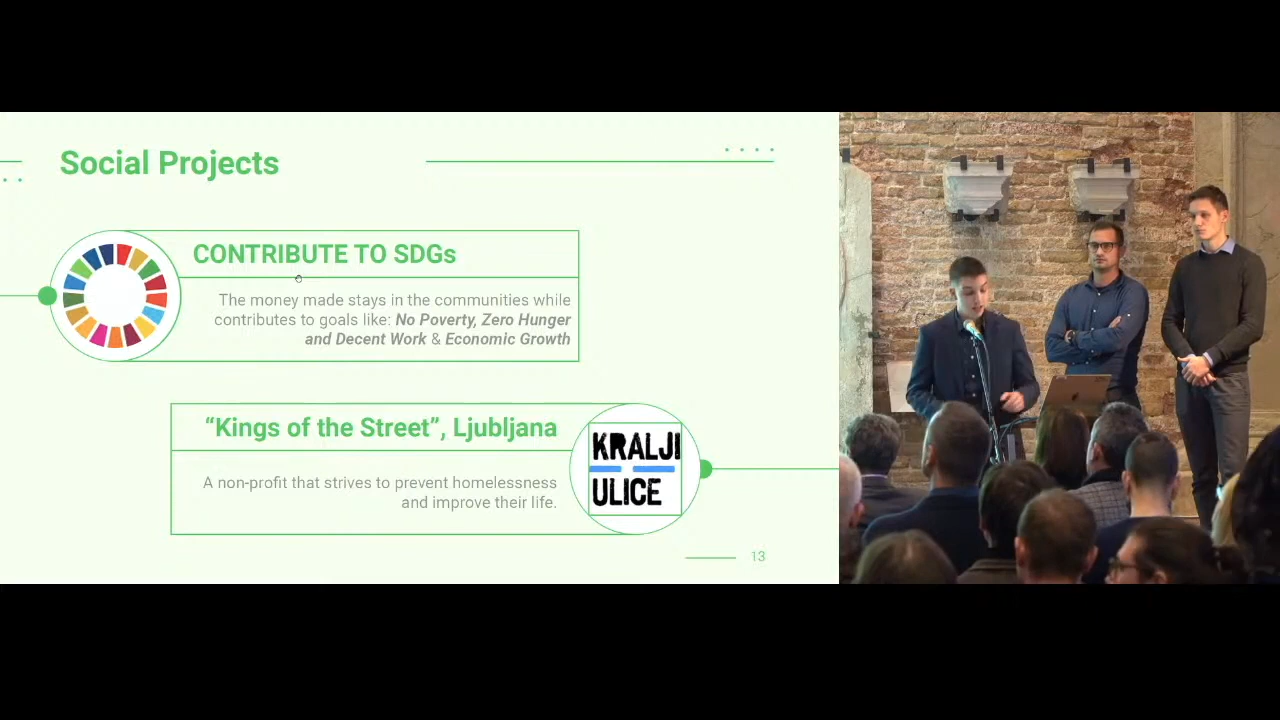 Social Projects
CONTRIBUTE TO SDGs
The money made stays in the communities while
contributes to goals like: No Poverty, Zero Hunger
and Decent Work & Economic Growth
“Kings of the Street”, Ljubljana
A non-profit that strives to prevent homelessness
and improve their life.
KRALJI
ULICE
13